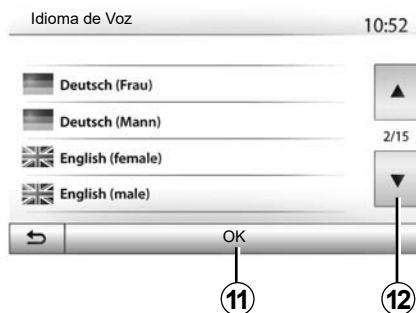 Idioma de Voz
10:52
Deutsch (Frau)
Deutsch (Mann)
2/15
English (female)
English (male)
OK
11
12